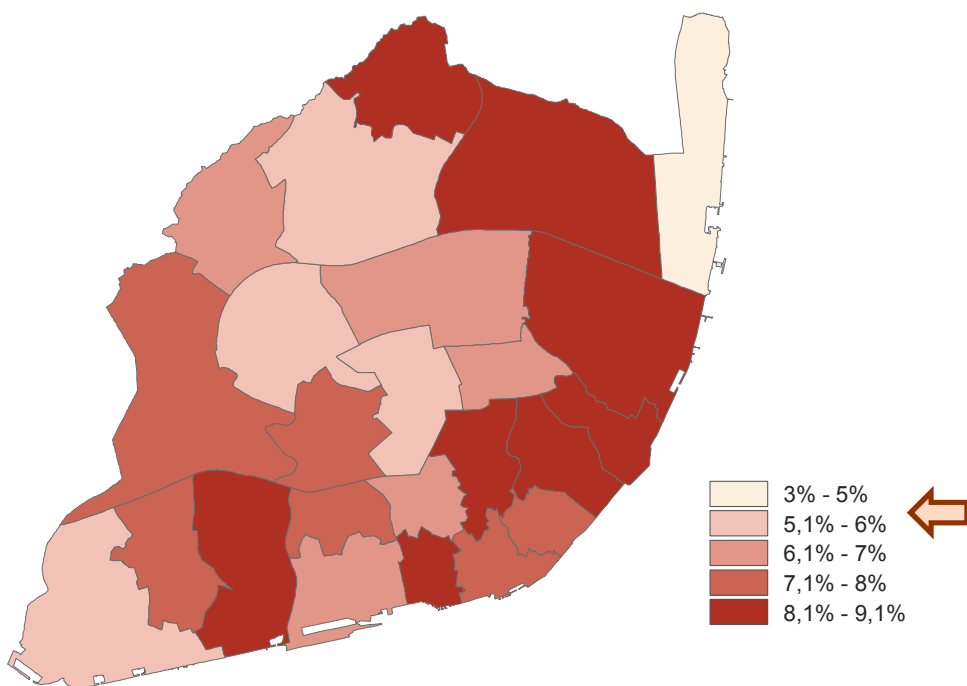 3% - 5%
5,1% - 6%
6,1% - 7%
7,1% - 8%
8,1% - 9,1%